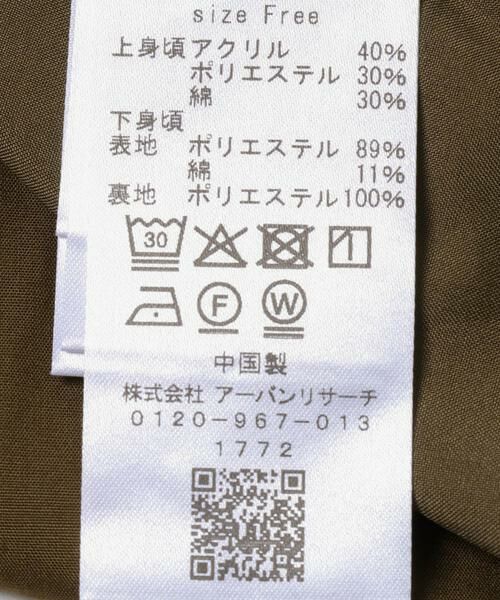 size Free
上身頃 アクリル 40%
ポリエステル 30%
綿 30%
下身頃
表地 ポリエステル 89%
綿 11%
裏地 ポリエステル 100%
30
F W
中国製
株式会社 アーバンリサーチ
0120-967-013
1772